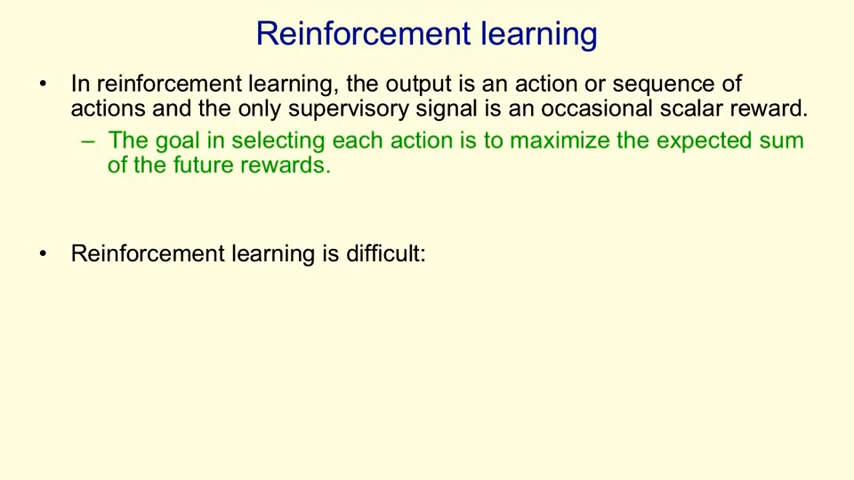 Reinforcement learning
• In reinforcement learning, the output is an action or sequence of
actions and the only supervisory signal is an occasional scalar reward.
– The goal in selecting each action is to maximize the expected sum
of the future rewards.
• Reinforcement learning is difficult: